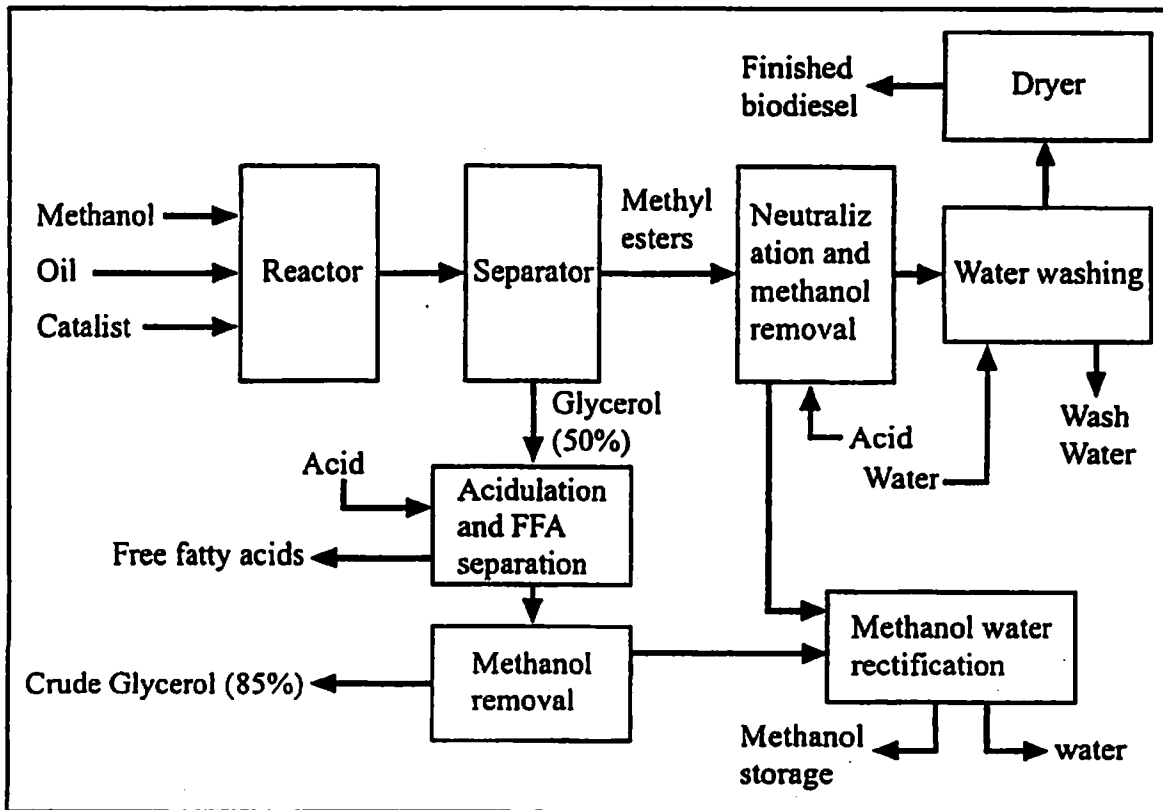 Finished
biodiesel
Dryer
Methanol
Oil
Catalist
Reactor
Separator
Methyl
esters
Neutraliz
ation and
methanol
removal
Water washing
Glycerol
(50%)
Acid
Water
Wash
Water
Acid
Acidulation
and FFA
separation
Free fatty acids
Methanol
removal
Crude Glycerol (85%)
Methanol water
rectification
Methanol
storage
water